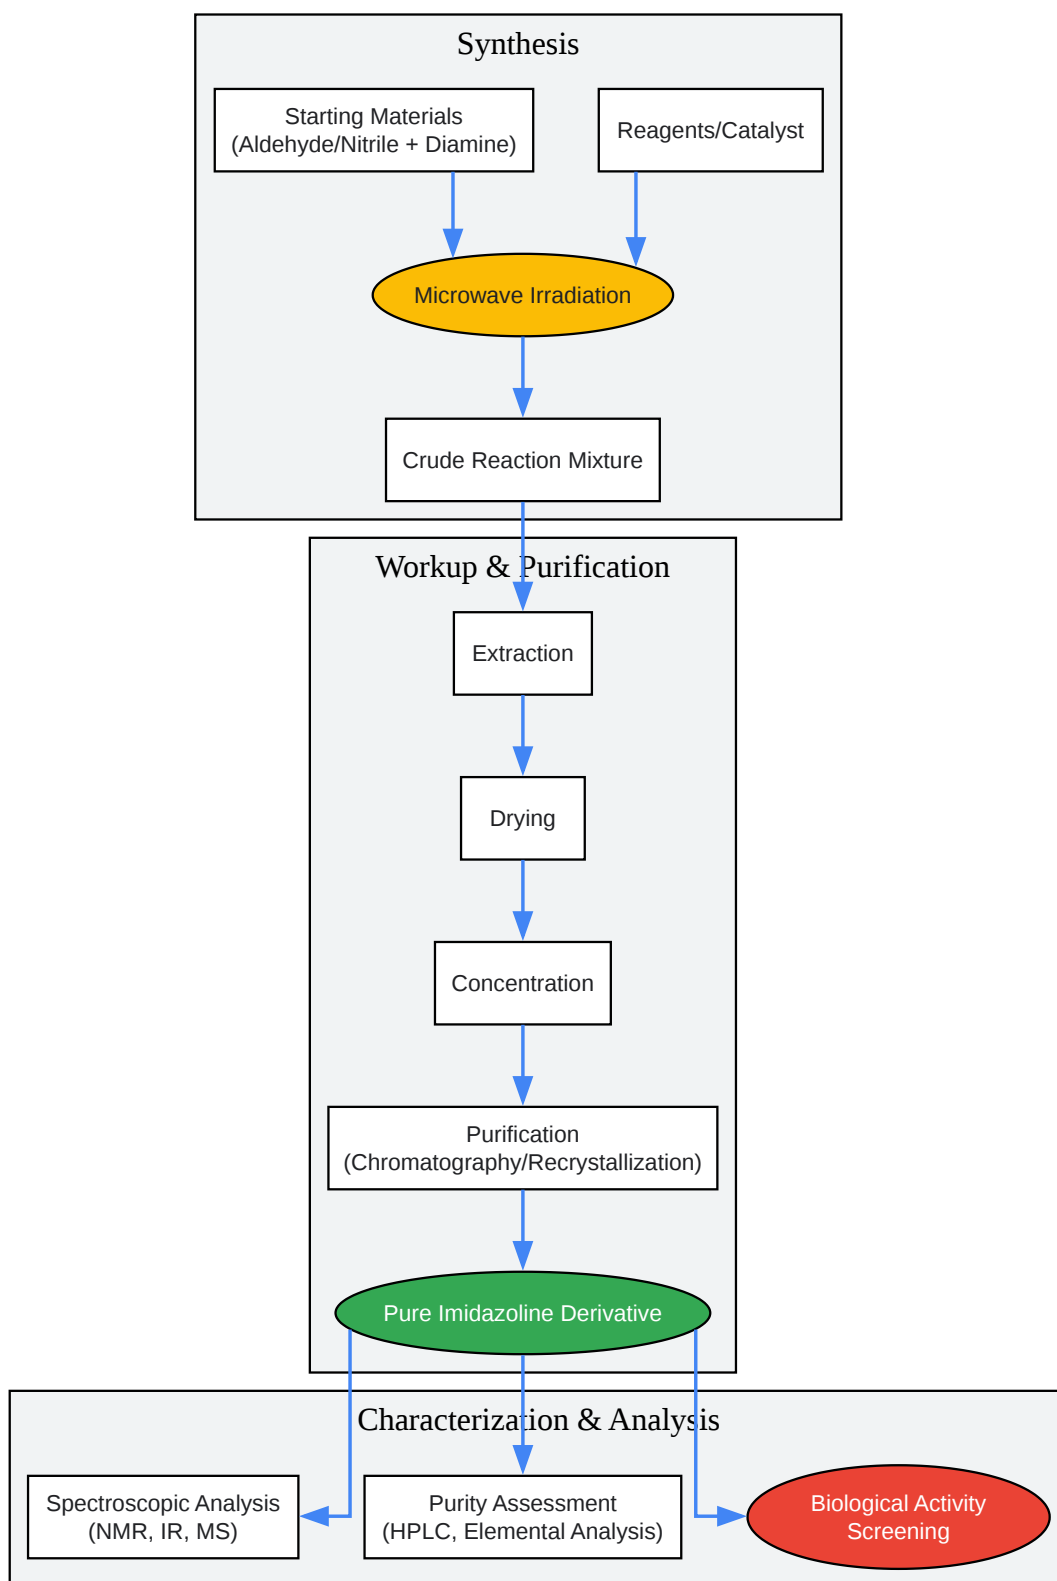 Synthesis
Starting Materials
(Aldehyde/Nitrile + Diamine)
Reagents/Catalyst
Microwave Irradiation
Crude Reaction Mixture
Workup & Purification
Extraction
Drying
Concentration
Purification
(Chromatography/Recrystallization)
Pure Imidazoline Derivative
Characterization & Analysis
Spectroscopic Analysis
(NMR, IR, MS)
Purity Assessment
(HPLC, Elemental Analysis)
Biological Activity
Screening